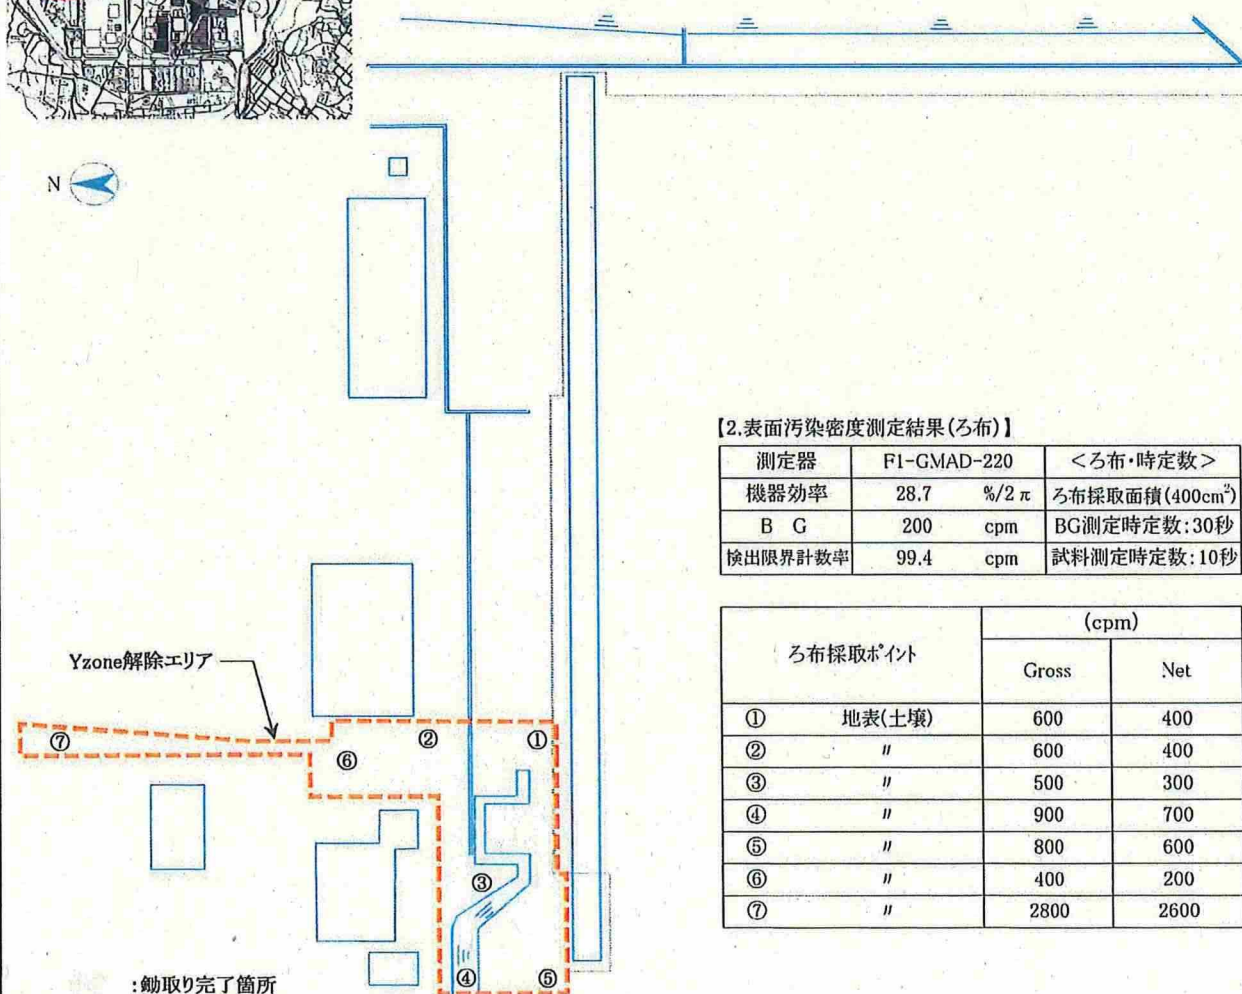 N
【2.表面汚染密度測定結果(ろ布)】
測定器 F1-GMAD-220 <ろ布・時定数>
機器効率 28.7 %/2π ろ布採取面積(400cm²)
B G 200 cpm BG測定時定数:30秒
検出限界計数率 99.4 cpm 試料測定時定数:10秒
ろ布採取ポイント (cpm)
Gross Net
① 地表(土壌) 600 400
② 〃 600 400
③ 〃 500 300
④ 〃 900 700
⑤ 〃 800 600
⑥ 〃 400 200
⑦ 〃 2800 2600
Yzone解除エリア
⑦
②
①
⑥
③
④
⑤
:鋤取り完了箇所